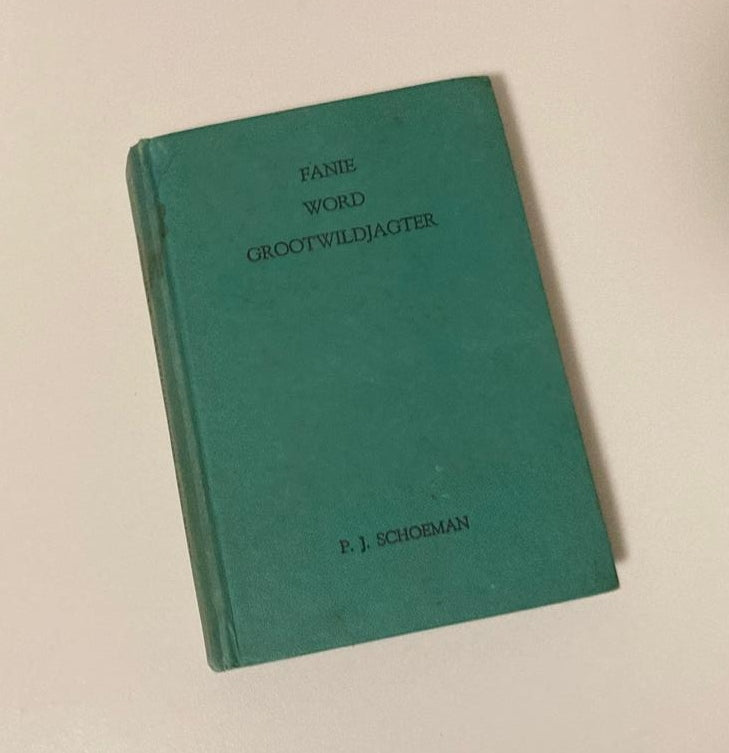 FANIE
WORD
GROOTWILDJAGTER
P. J. SCHOEMAN